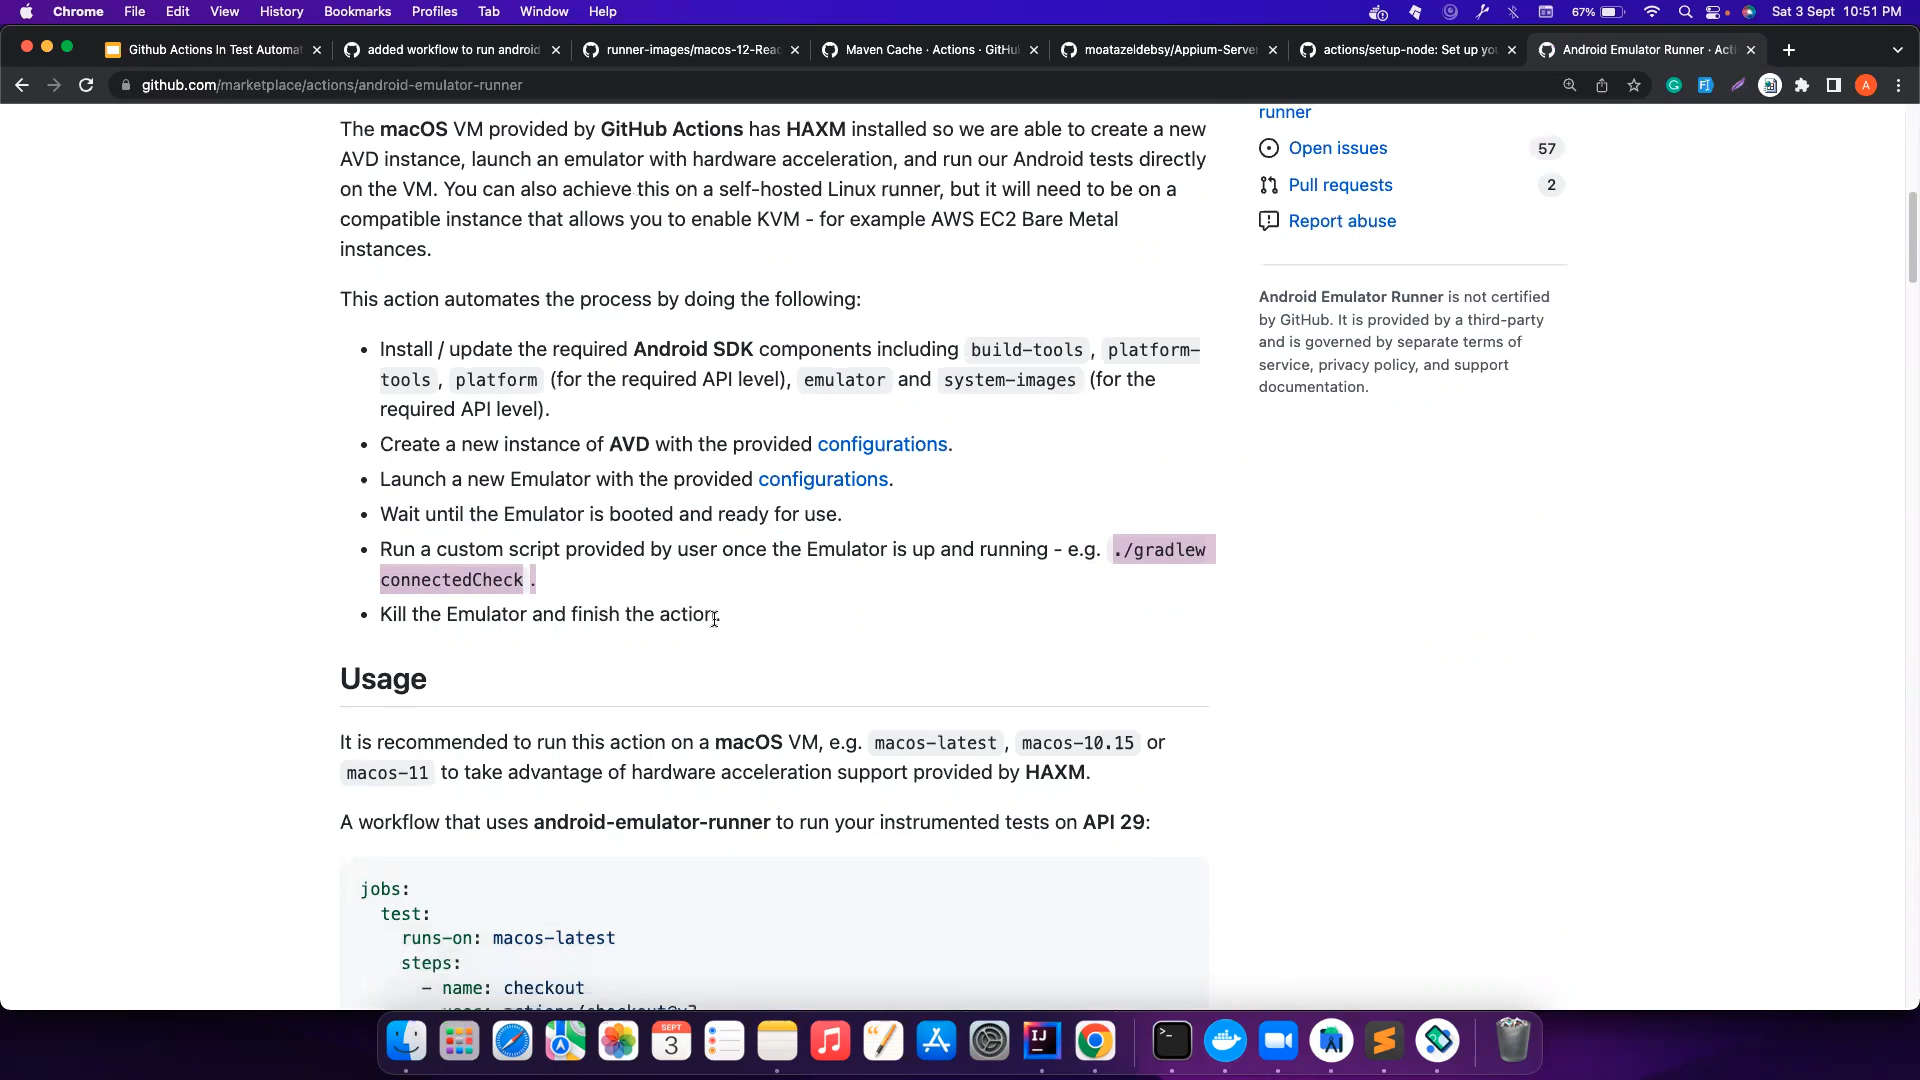 Chrome File Edit View History Bookmarks Profiles Tab Window Help 67% Sat 3 Sept 10:51 PM
Github Actions In Test Automat added workflow to run android runner-images/macos-12-Rea Maven Cache · Actions · GitHu moatazeldebsy/Appium-Serve actions/setup-node: Set up yo Android Emulator Runner · Acti
github.com/marketplace/actions/android-emulator-runner A
The macOS VM provided by GitHub Actions has HAXM installed so we are able to create a new
AVD instance, launch an emulator with hardware acceleration, and run our Android tests directly
on the VM. You can also achieve this on a self-hosted Linux runner, but it will need to be on a
compatible instance that allows you to enable KVM - for example AWS EC2 Bare Metal
instances.
This action automates the process by doing the following:
• Install / update the required Android SDK components including build-tools, platform-
tools, platform (for the required API level), emulator and system-images (for the
required API level).
• Create a new instance of AVD with the provided configurations.
• Launch a new Emulator with the provided configurations.
• Wait until the Emulator is booted and ready for use.
• Run a custom script provided by user once the Emulator is up and running - e.g. ./gradlew
connectedCheck.
• Kill the Emulator and finish the action.
Usage
It is recommended to run this action on a macOS VM, e.g. macos-latest, macos-10.15 or
macos-11 to take advantage of hardware acceleration support provided by HAXM.
A workflow that uses android-emulator-runner to run your instrumented tests on API 29:
jobs:
test:
runs-on: macos-latest
steps:
- name: checkout
runner
Open issues 57
Pull requests 2
Report abuse
Android Emulator Runner is not certified
by GitHub. It is provided by a third-party
and is governed by separate terms of
service, privacy policy, and support
documentation.
SEPT
3
IJ